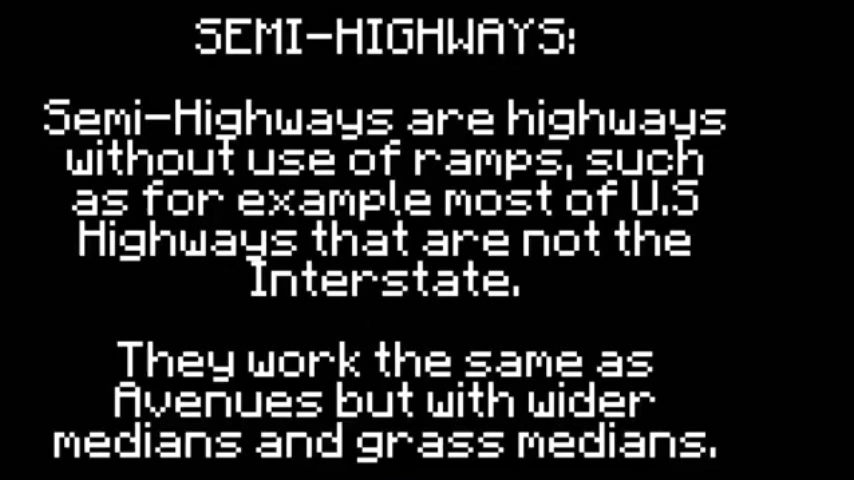 SEMI-HIGHWAYS:
Semi-Highways are highways
without use of ramps, such
as for example most of U.S
Highways that are not the
Interstate.
They work the same as
Avenues but with wider
medians and grass medians.